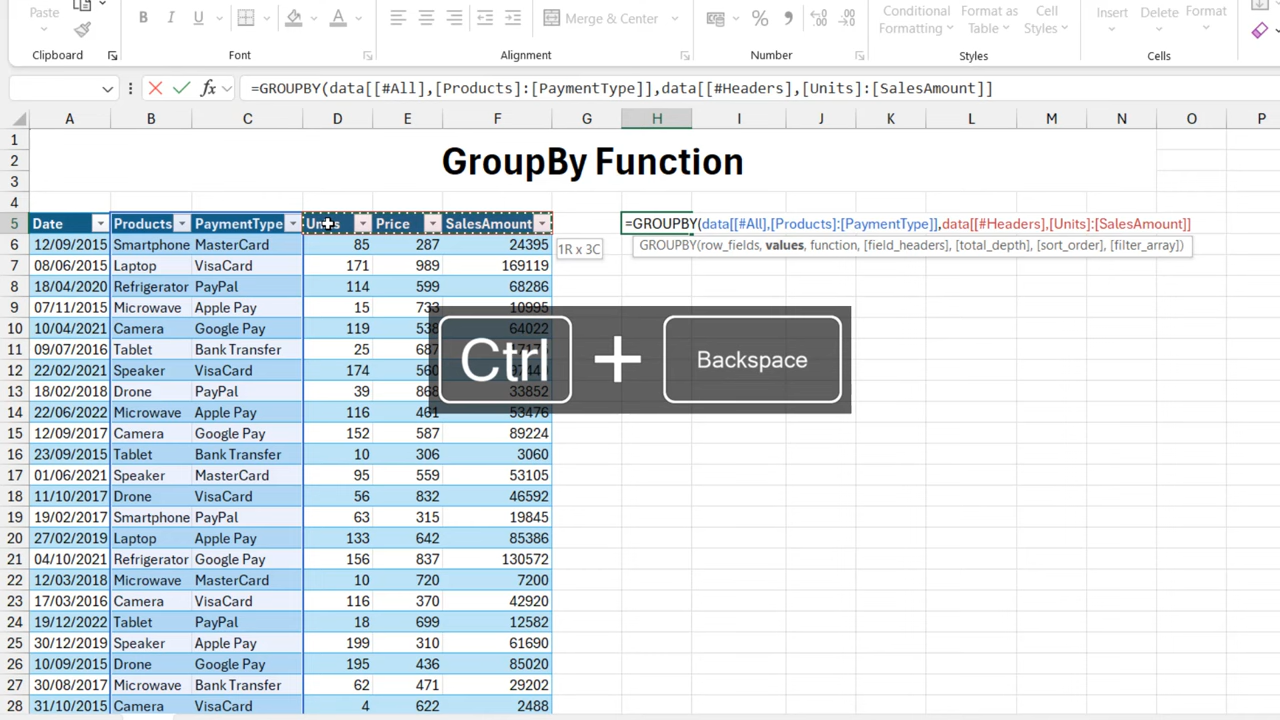 Paste
B I U A
Merge & Center
%
Conditional Formatting
Format as Table
Cell Styles
Insert Delete Format
Clipboard Font Alignment Number Styles Cells
fx =GROUPBY(data[[#All],[Products]:[PaymentType]],data[[#Headers],[Units]:[SalesAmount]]
A B C D E F G H I J K L M N O P
1
2 GroupBy Function
3
4
5 Date Products PaymentType Units Price SalesAmount =GROUPBY(data[[#All],[Products]:[PaymentType]],data[[#Headers],[Units]:[SalesAmount]]
6 12/09/2015 Smartphone MasterCard 85 287 24395 1R x 3C GROUPBY(row_fields, values, function, [field_headers], [total_depth], [sort_order], [filter_array])
7 08/06/2015 Laptop VisaCard 171 989 169119
8 18/04/2020 Refrigerator PayPal 114 599 68286
9 07/11/2015 Microwave Apple Pay 15 733 10995
10 10/04/2021 Camera Google Pay 119 538 64022
11 09/07/2016 Tablet Bank Transfer 25 687 17175
12 22/02/2021 Speaker VisaCard 174 560 97440
13 18/02/2018 Drone PayPal 39 868 33852
14 22/06/2022 Microwave Apple Pay 116 461 53476
15 12/09/2017 Camera Google Pay 152 587 89224
16 23/09/2015 Tablet Bank Transfer 10 306 3060
17 01/06/2021 Speaker MasterCard 95 559 53105
18 11/10/2017 Drone VisaCard 56 832 46592
19 19/02/2017 Smartphone PayPal 63 315 19845
20 27/02/2019 Laptop Apple Pay 133 642 85386
21 04/10/2021 Refrigerator Google Pay 156 837 130572
22 12/03/2018 Microwave MasterCard 10 720 7200
23 17/03/2016 Camera VisaCard 116 370 42920
24 19/12/2022 Tablet PayPal 18 699 12582
25 30/12/2019 Speaker Apple Pay 199 310 61690
26 10/09/2015 Drone Google Pay 195 436 85020
27 30/08/2017 Microwave Bank Transfer 62 471 29202
28 31/10/2015 Camera VisaCard 4 622 2488
Ctrl + Backspace